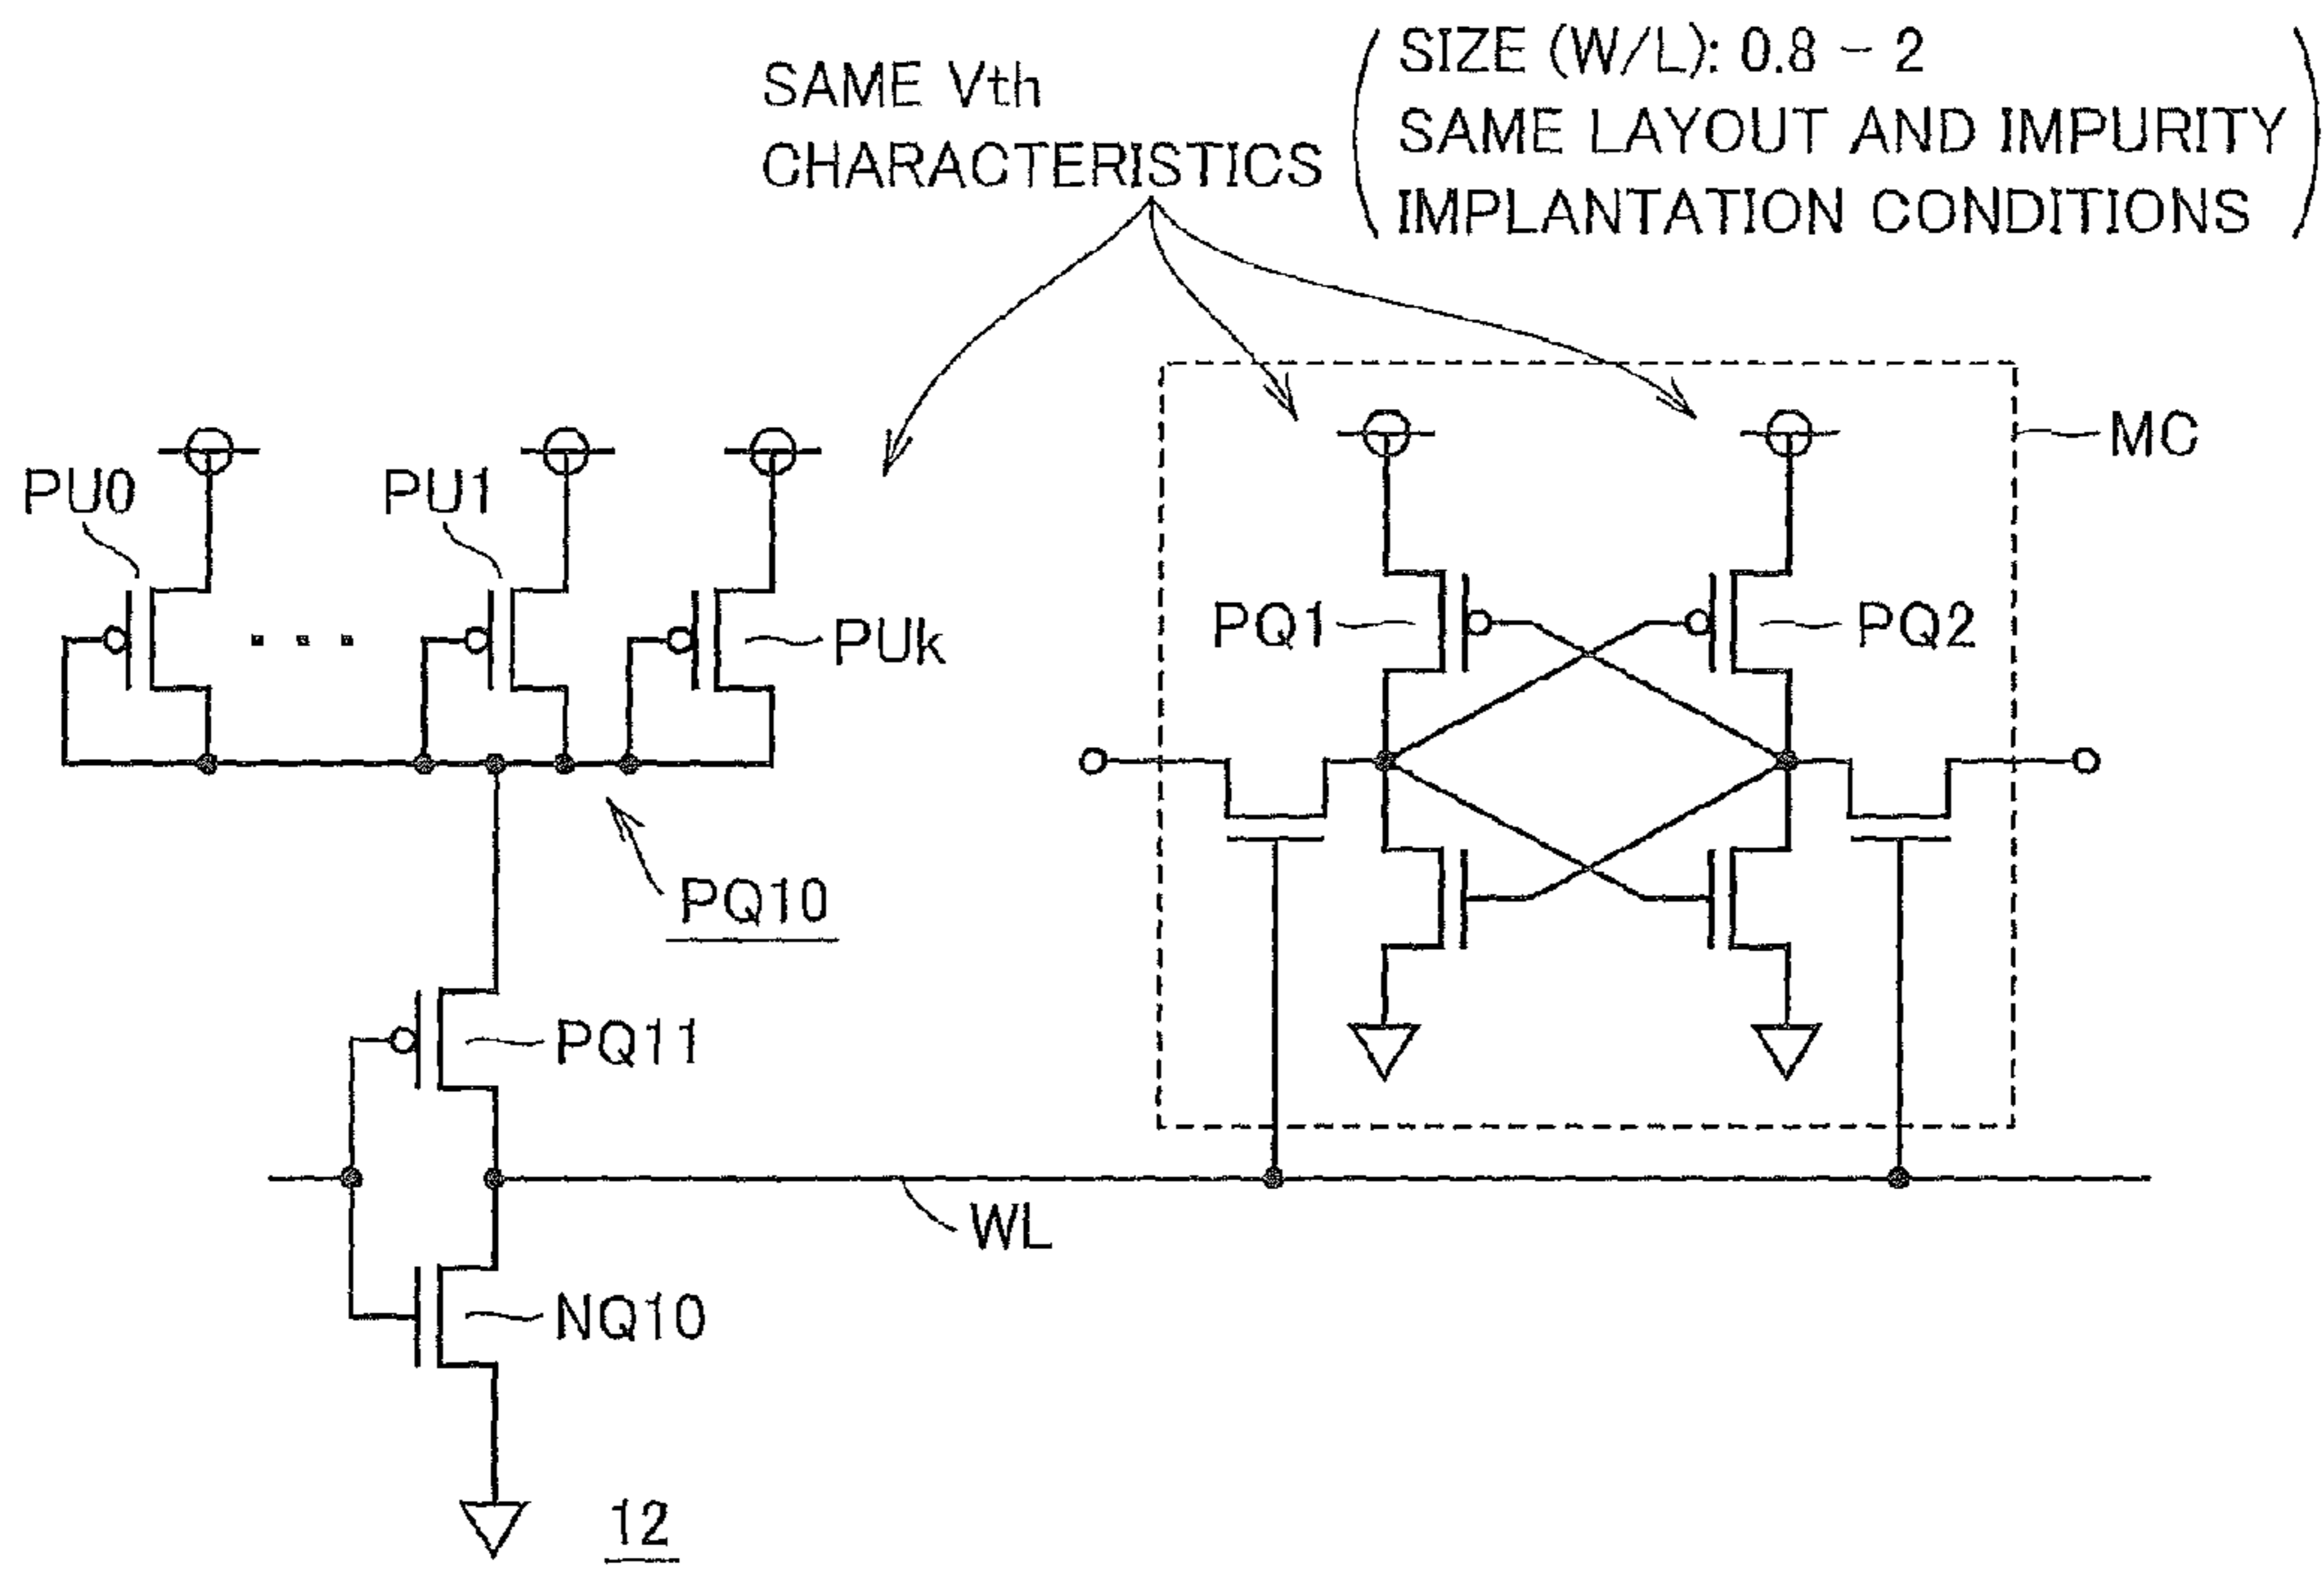 SAME Vth
CHARACTERISTICS
SIZE (W/L): 0.8 – 2
SAME LAYOUT AND IMPURITY
IMPLANTATION CONDITIONS
MC
PU0
PU1
PUk
PQ1
PQ2
PQ10
PQ11
WL
NQ10
12